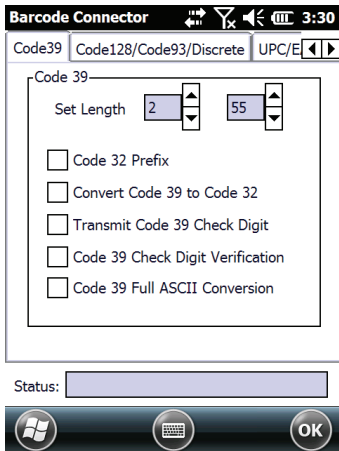 Barcode Connector 3:30
Code39 Code128/Code93/Discrete UPC/E
Code 39
Set Length 2 55
Code 32 Prefix
Convert Code 39 to Code 32
Transmit Code 39 Check Digit
Code 39 Check Digit Verification
Code 39 Full ASCII Conversion
Status:
OK